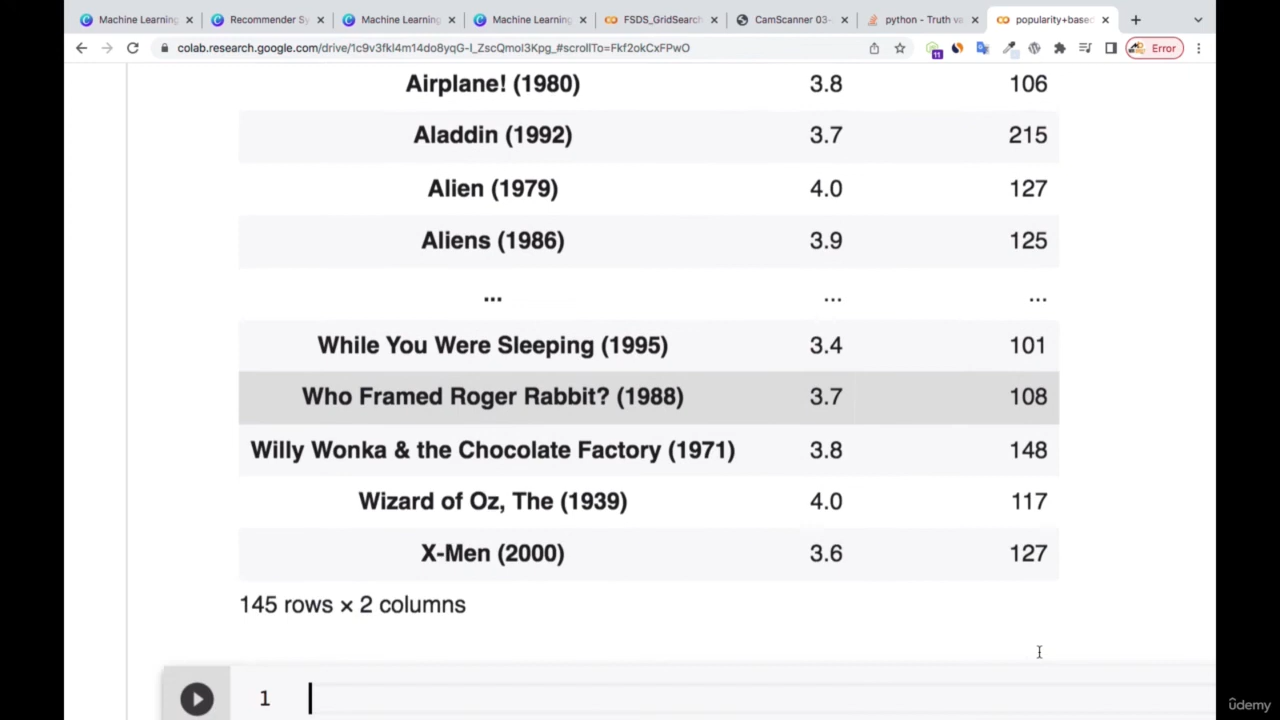 Machine Learning
Recommender Sy
Machine Learning
Machine Learning
FSDS_GridSearch
CamScanner 03-
python - Truth va
popularity+based
colab.research.google.com/drive/1c9v3fkl4m14do8yqG-l_ZscQmoI3Kpg_#scrollTo=Fkf2okCxFPwO
11
Error
Airplane! (1980) 3.8 106
Aladdin (1992) 3.7 215
Alien (1979) 4.0 127
Aliens (1986) 3.9 125
... ... ...
While You Were Sleeping (1995) 3.4 101
Who Framed Roger Rabbit? (1988) 3.7 108
Willy Wonka & the Chocolate Factory (1971) 3.8 148
Wizard of Oz, The (1939) 4.0 117
X-Men (2000) 3.6 127
145 rows × 2 columns
1
ûdemy